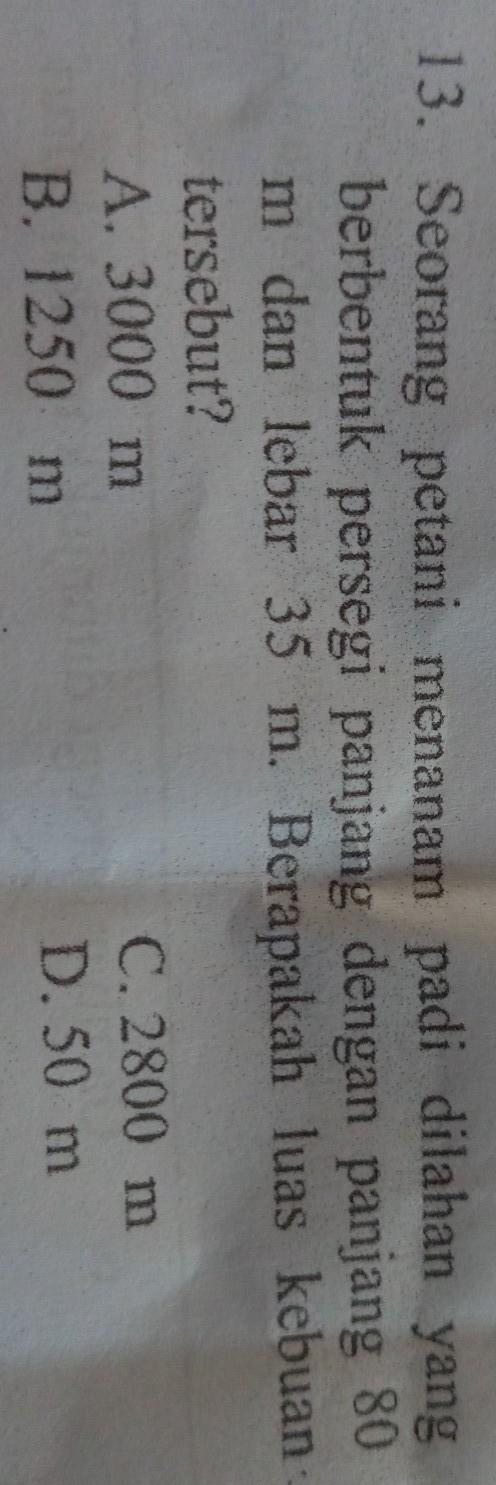 13. Seorang petani menanam padi dilahan yang
berbentuk persegi panjang dengan panjang 80
m dan lebar 35 m. Berapakah luas kebuan
tersebut?
A. 3000 m C. 2800 m
B. 1250 m D. 50 m